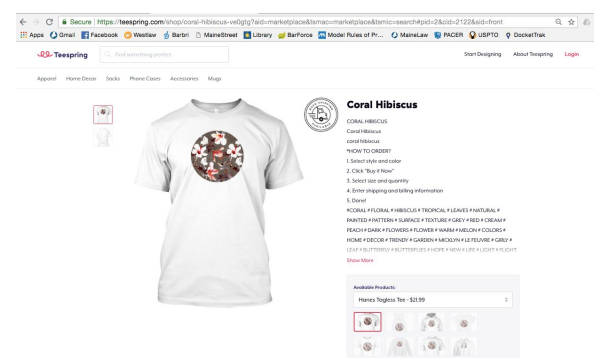 Secure | https://teespring.com/shop/coral-hibiscus-ve0gtg?aid=marketplace&tsmac=marketplace&tsmic=search#pid=2&cid=2122&sid=front
Apps Gmail Facebook Westlaw Barbri MaineStreet Library BarForce Model Rules of Pr... MaineLaw PACER USPTO DocketTrak
Teespring Find something perfect Start Designing About Teespring Login
Apparel Home Decor Socks Phone Cases Accessories Mugs
Coral Hibiscus
CORAL HIBISCUS
Coral Hibiscus
coral hibiscus
*HOW TO ORDER?
1. Select style and color
2. Click "Buy it Now"
3. Select size and quantity
4. Enter shipping and billing information
5. Done!
#CORAL # FLORAL # HIBISCUS # TROPICAL # LEAVES # NATURAL #
PAINTED # PATTERN # SURFACE # TEXTURE # GREY # RED # CREAM #
PEACH # DARK # FLOWERS # FLOWER # WARM # MELON # COLORS #
HOME # DECOR # TRENDY # GARDEN # MICKLYN # LE FEUVRE # GIRLY #
LEAF # BUTTERFLY # BUTTERFLIES # HOPE # NEW # LIFE # LIGHT # FLIGHT
Show More
Available Products:
Hanes Tagless Tee - $21.99